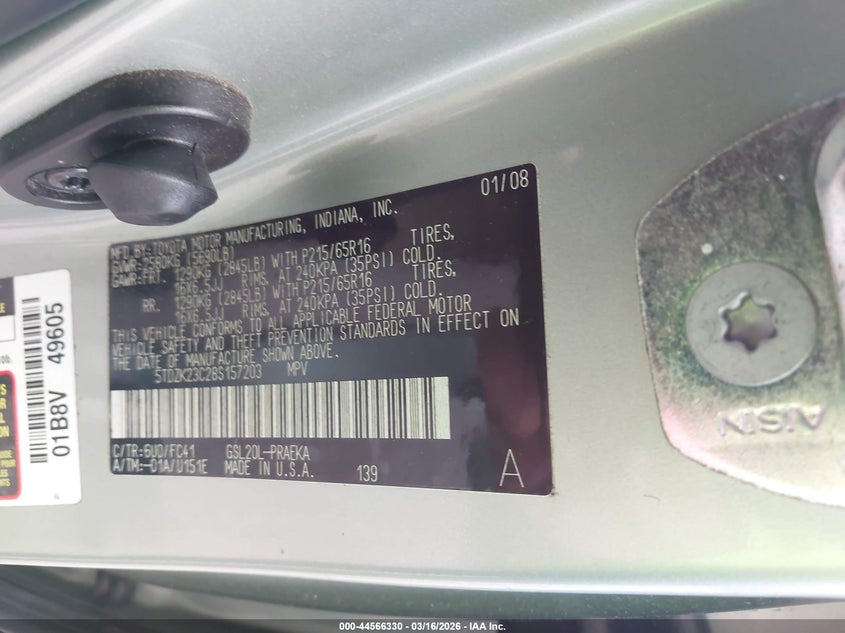 01/08
MFD. BY: TOYOTA MOTOR MANUFACTURING, INDIANA, INC.
GVWR: 2580KG (5690LB)
GAWR: FRT. 1290KG (2845LB) WITH P215/65R16 TIRES,
16X6.5JJ RIMS, AT 240KPA (35PSI) COLD.
RR. 1290KG (2845LB) WITH P215/65R16 TIRES,
16X6.5JJ RIMS, AT 240KPA (35PSI) COLD.
THIS VEHICLE CONFORMS TO ALL APPLICABLE FEDERAL MOTOR
VEHICLE SAFETY AND THEFT PREVENTION STANDARDS IN EFFECT ON
THE DATE OF MANUFACTURE SHOWN ABOVE.
5TDZK23C28S157203 MPV
C/TR: 6U0/FC41 GSL20L-PRAEKA
A/TM: -01A/U151E MADE IN U.S.A. 139
A
01B8V 49605
AISIN
000-44566330 - 03/16/2026 - IAA Inc.